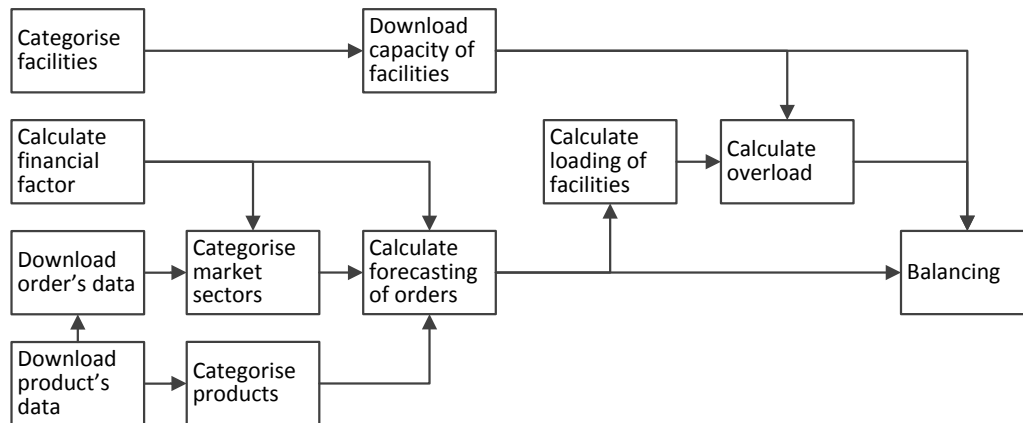 Categorise
facilities
Download
capacity of
facilities
Calculate
financial
factor
Calculate
loading of
facilities
Calculate
overload
Download
order’s data
Categorise
market
sectors
Calculate
forecasting
of orders
Balancing
Download
product’s
data
Categorise
products